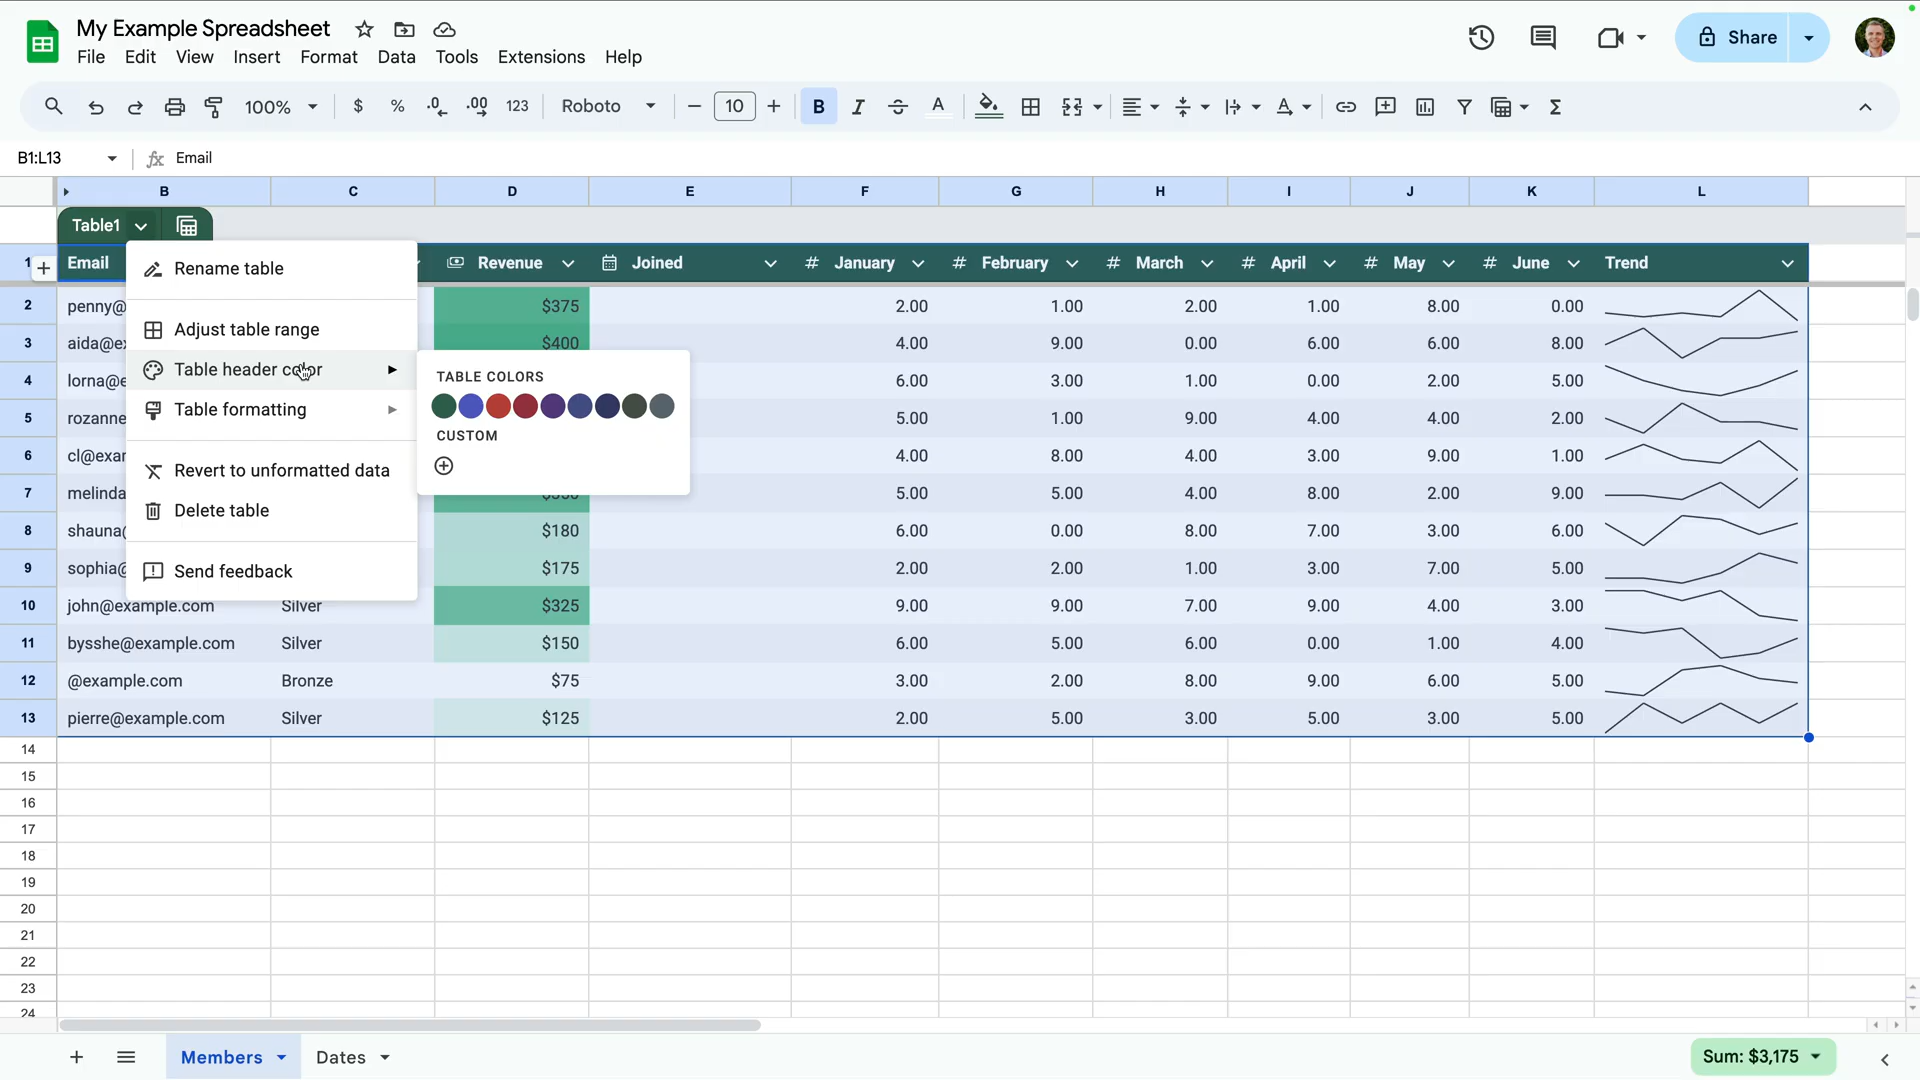 My Example Spreadsheet
File Edit View Insert Format Data Tools Extensions Help
Share
100% $ % .0 .00 123 Roboto 10 B I S A Σ
B1:L13 fx Email
B C D E F G H I J K L
Table1
1 Email Revenue Joined # January # February # March # April # May # June Trend
2 penny@ $375 2.00 1.00 2.00 1.00 8.00 0.00
3 aida@e $400 4.00 9.00 0.00 6.00 6.00 8.00
4 lorna@e 6.00 3.00 1.00 0.00 2.00 5.00
5 rozanne 5.00 1.00 9.00 4.00 4.00 2.00
6 cl@exar 4.00 8.00 4.00 3.00 9.00 1.00
7 melinda 5.00 5.00 4.00 8.00 2.00 9.00
8 shauna $180 6.00 0.00 8.00 7.00 3.00 6.00
9 sophia@ $175 2.00 2.00 1.00 3.00 7.00 5.00
10 john@example.com Silver $325 9.00 9.00 7.00 9.00 4.00 3.00
11 bysshe@example.com Silver $150 6.00 5.00 6.00 0.00 1.00 4.00
12 @example.com Bronze $75 3.00 2.00 8.00 9.00 6.00 5.00
13 pierre@example.com Silver $125 2.00 5.00 3.00 5.00 3.00 5.00
14
15
16
17
18
19
20
21
22
23
24
Rename table
Adjust table range
Table header color
Table formatting
Revert to unformatted data
Delete table
Send feedback
TABLE COLORS
CUSTOM
Members Dates Sum: $3,175